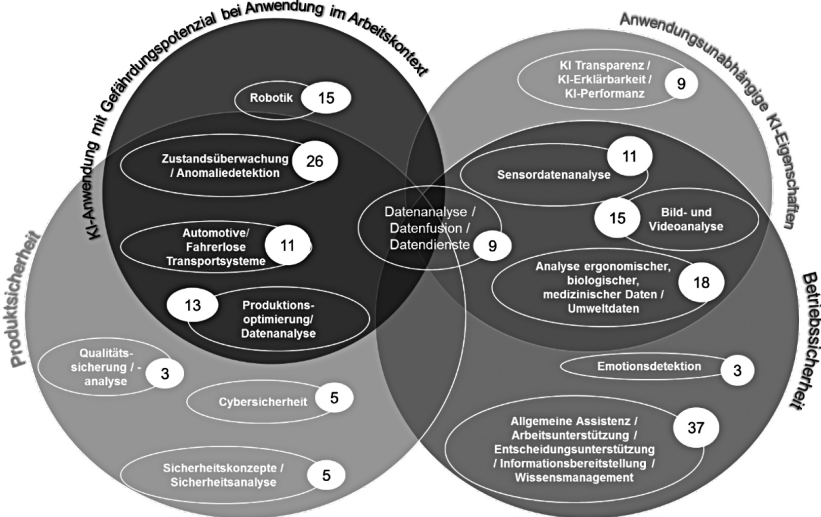 KI-Anwendung mit Gefährdungspotenzial bei Anwendung im Arbeitskontext
Anwendungsunabhängige KI-Eigenschaften
Produktsicherheit
Betriebssicherheit
Robotik
15
Zustandsüberwachung
/ Anomaliedetektion
26
Automotive/
Fahrerlose
Transportsysteme
11
13
Produktions-
optimierung/
Datenanalyse
Qualitäts-
sicherung / -
analyse
3
Cybersicherheit
5
Sicherheitskonzepte /
Sicherheitsanalyse
5
Datenanalyse /
Datenfusion /
Datendienste
9
KI Transparenz /
KI-Erklärbarkeit /
KI-Performanz
9
Sensordatenanalyse
11
15
Bild- und
Videoanalyse
Analyse ergonomischer,
biologischer,
medizinischer Daten /
Umweltdaten
18
Emotionsdetektion
3
Allgemeine Assistenz /
Arbeitsunterstützung /
Entscheidungsunterstützung
/ Informationsbereitstellung /
Wissensmanagement
37